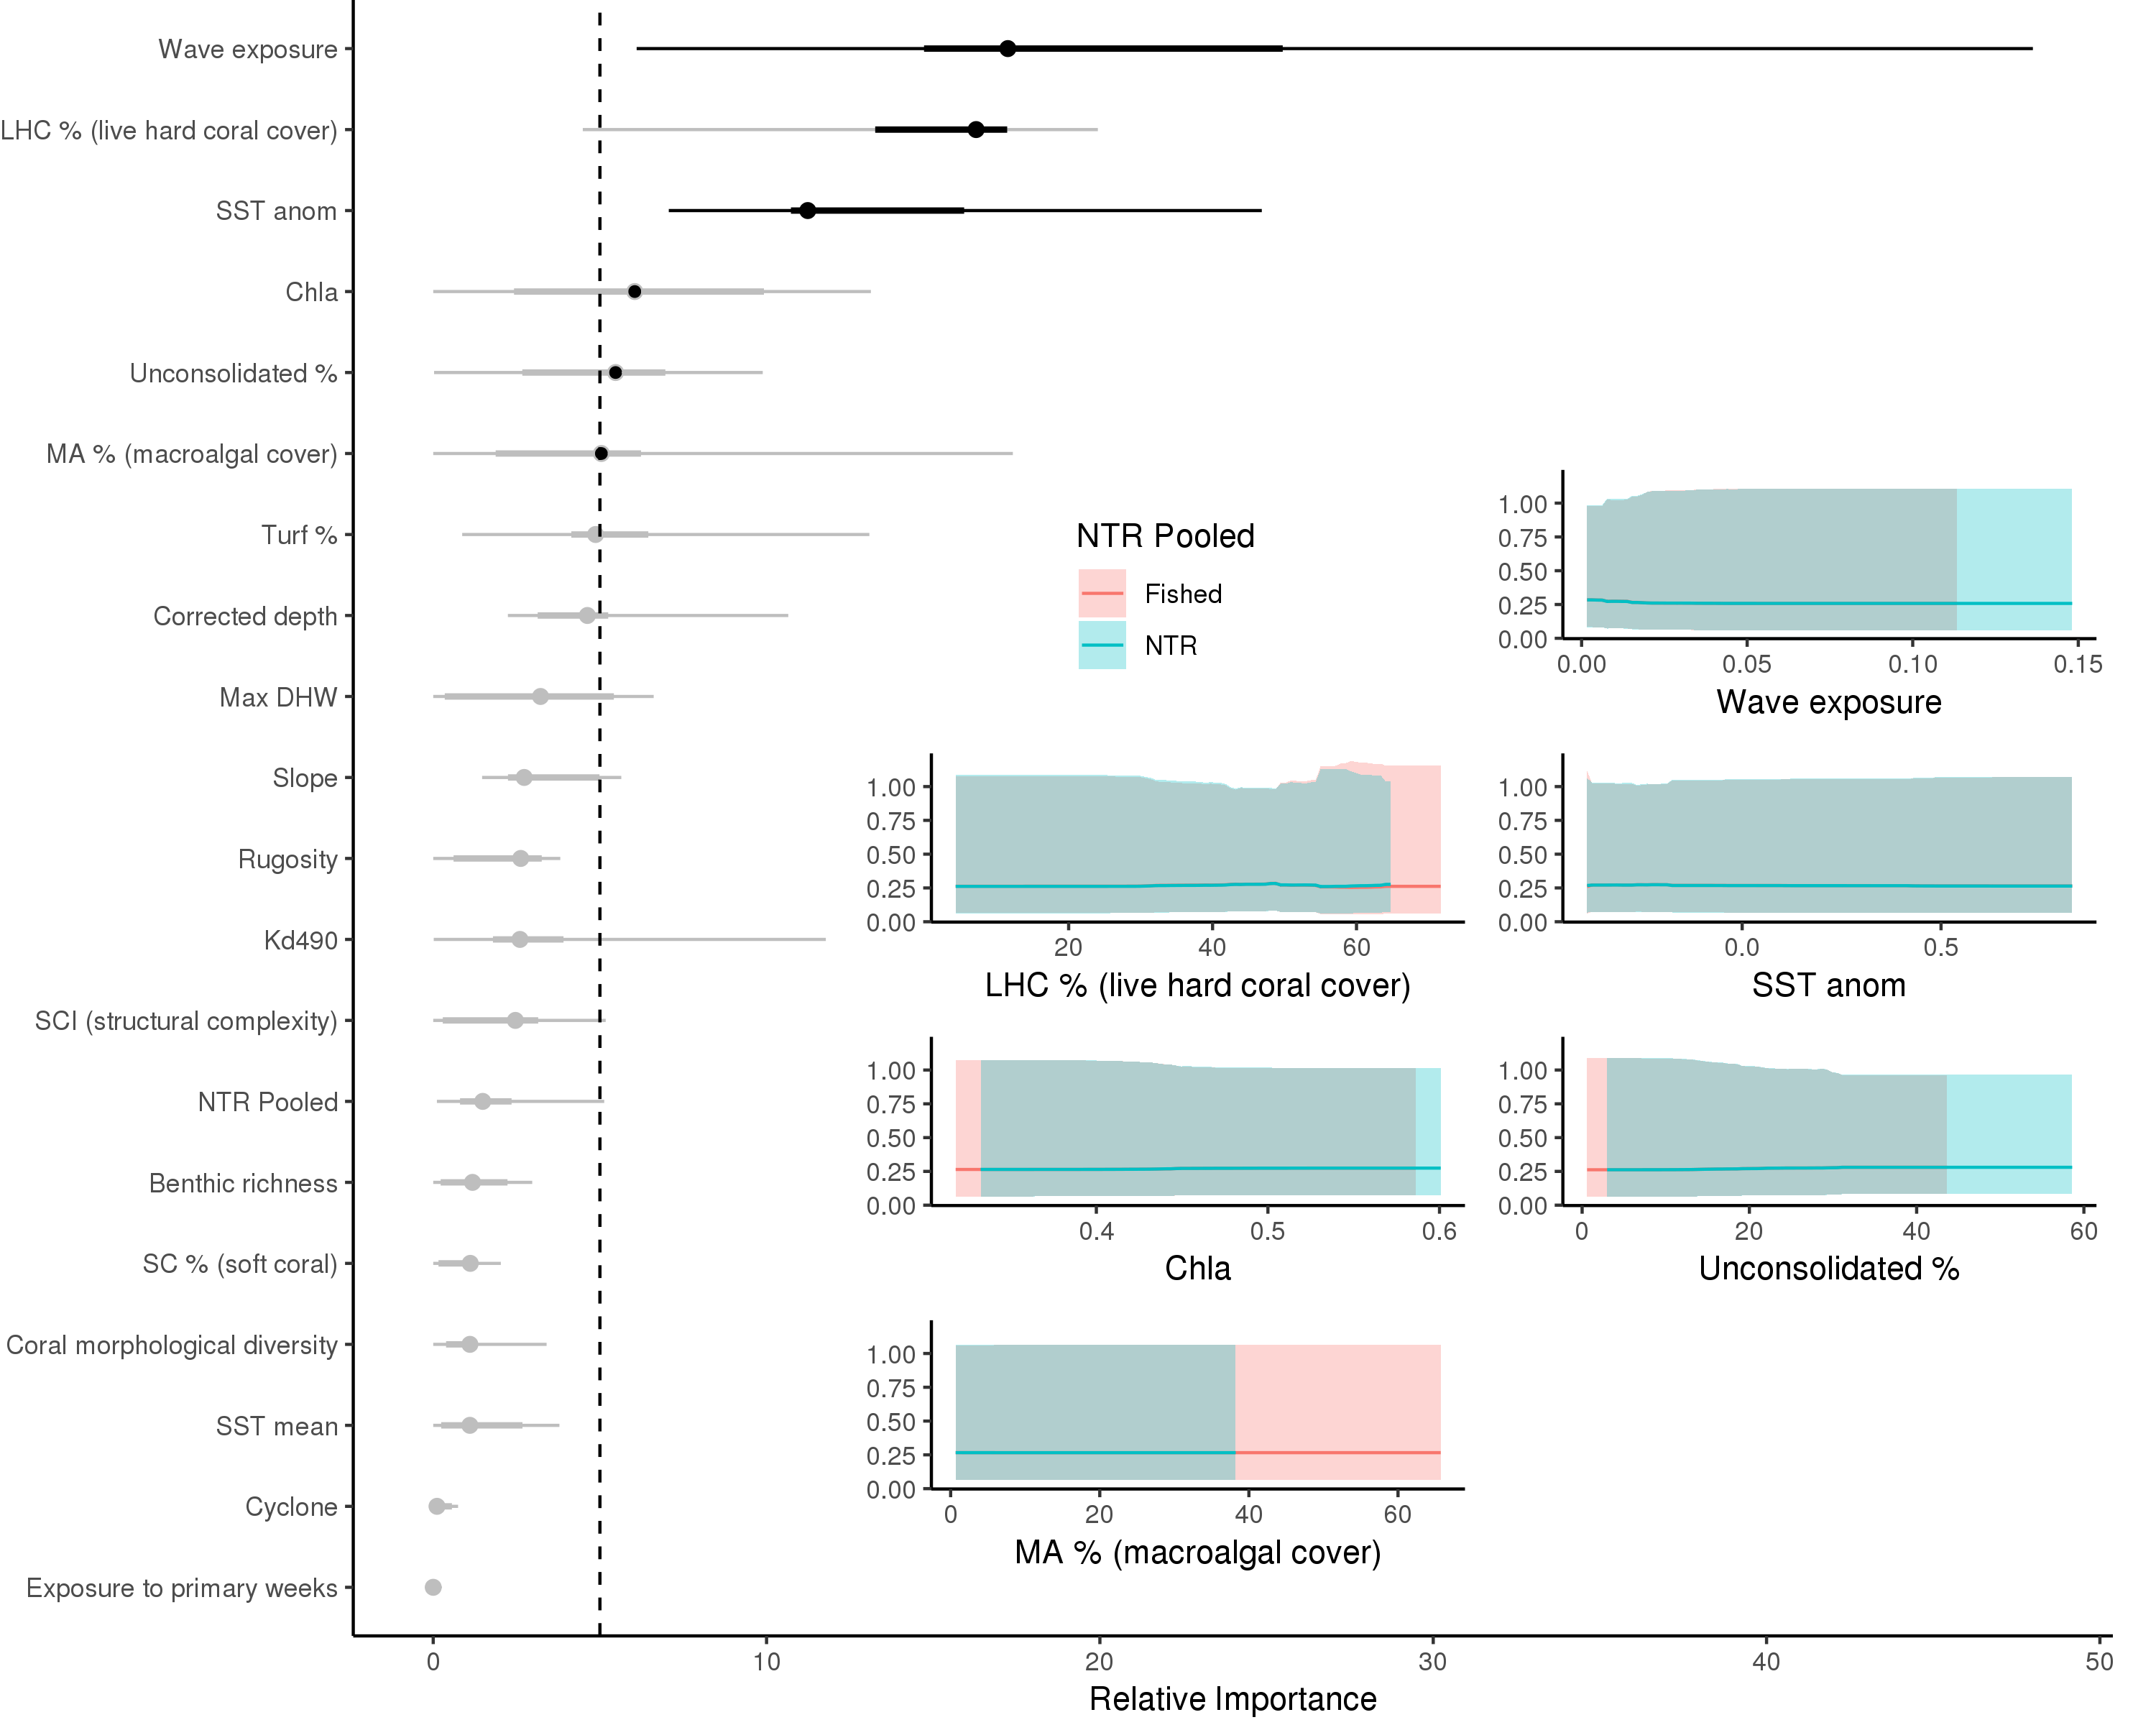 Wave exposure
LHC % (live hard coral cover)
SST anom
Chla
Unconsolidated %
MA % (macroalgal cover)
Turf %
Corrected depth
Max DHW
Slope
Rugosity
Kd490
SCI (structural complexity)
NTR Pooled
Benthic richness
SC % (soft coral)
Coral morphological diversity
SST mean
Cyclone
Exposure to primary weeks
0 10 20 30 40 50
Relative Importance
NTR Pooled
Fished
NTR
1.00
0.75
0.50
0.25
0.00
0.00 0.05 0.10 0.15
Wave exposure
1.00
0.75
0.50
0.25
0.00
20 40 60
LHC % (live hard coral cover)
1.00
0.75
0.50
0.25
0.00
0.0 0.5
SST anom
1.00
0.75
0.50
0.25
0.00
0.4 0.5 0.6
Chla
1.00
0.75
0.50
0.25
0.00
0 20 40 60
Unconsolidated %
1.00
0.75
0.50
0.25
0.00
0 20 40 60
MA % (macroalgal cover)